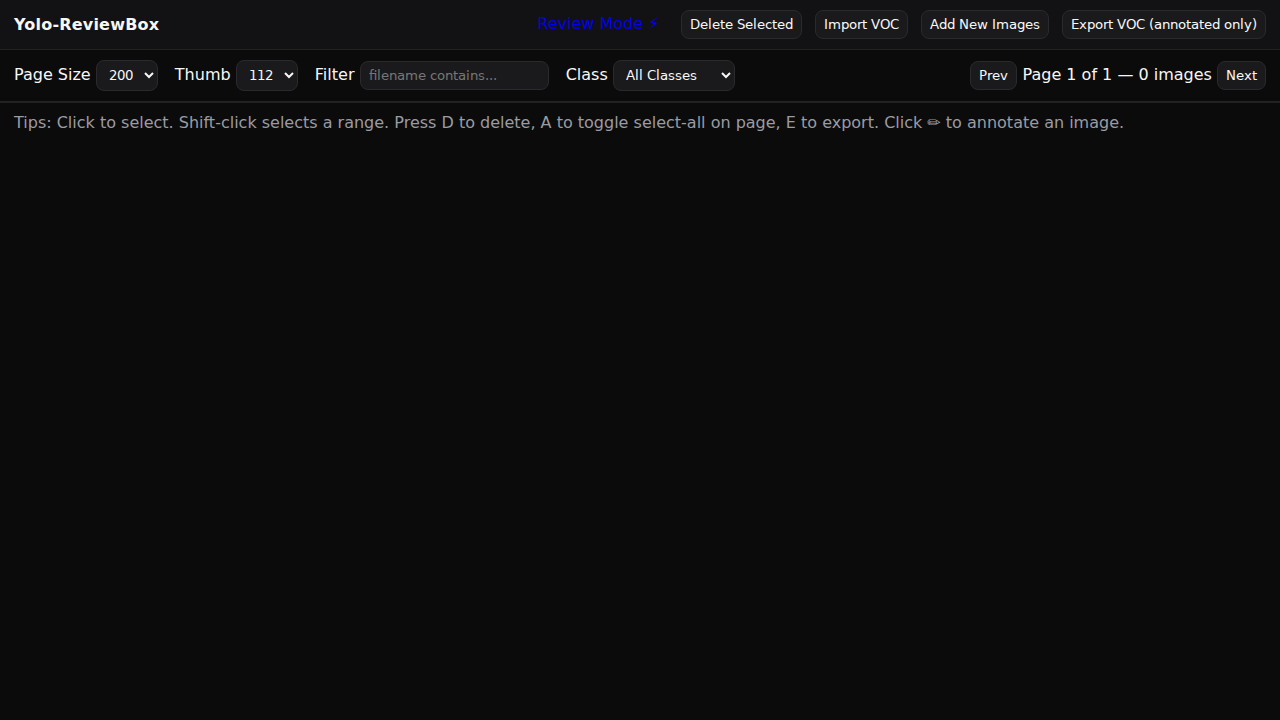 Yolo-ReviewBox
Review Mode ⚡
Delete Selected
Import VOC
Add New Images
Export VOC (annotated only)
Page Size 200
Thumb 112
Filter filename contains...
Class All Classes
Prev
Page 1 of 1 — 0 images
Next
Tips: Click to select. Shift-click selects a range. Press D to delete, A to toggle select-all on page, E to export. Click ✏ to annotate an image.